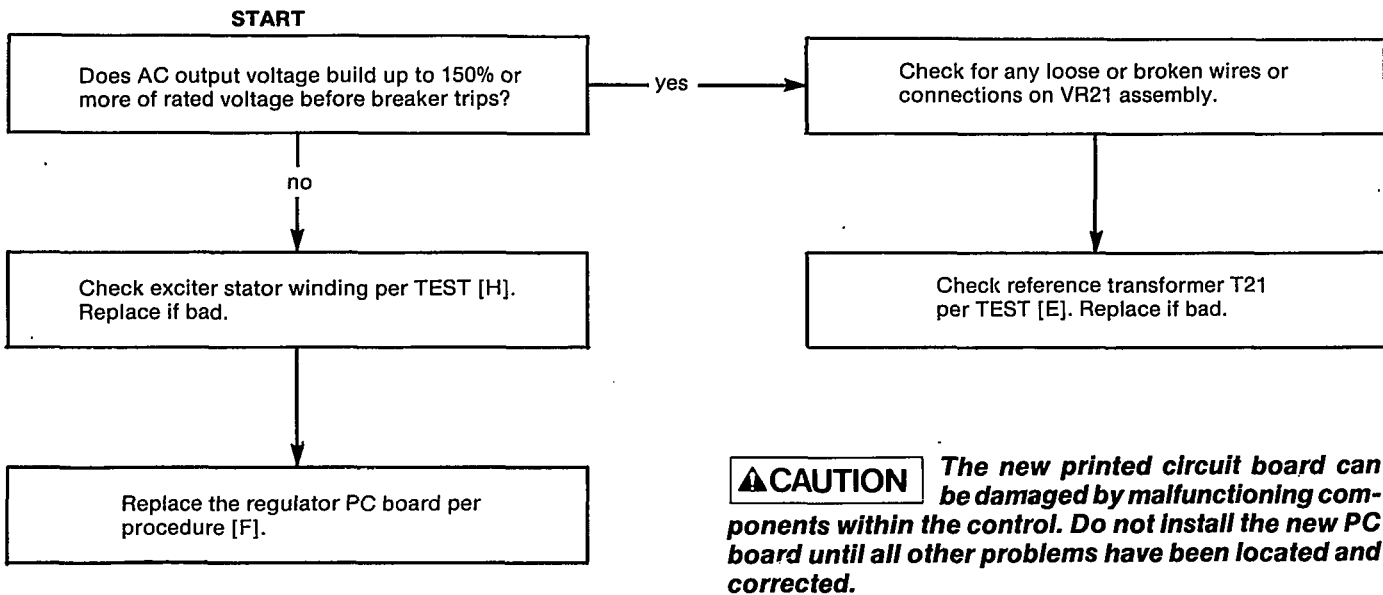 START
Does AC output voltage build up to 150% or
more of rated voltage before breaker trips?
yes
Check for any loose or broken wires or
connections on VR21 assembly.
no
Check exciter stator winding per TEST [H].
Replace if bad.
Check reference transformer T21
per TEST [E]. Replace if bad.
Replace the regulator PC board per
procedure [F].
⚠CAUTION The new printed circuit board can
be damaged by malfunctioning com-
ponents within the control. Do not install the new PC
board until all other problems have been located and
corrected.